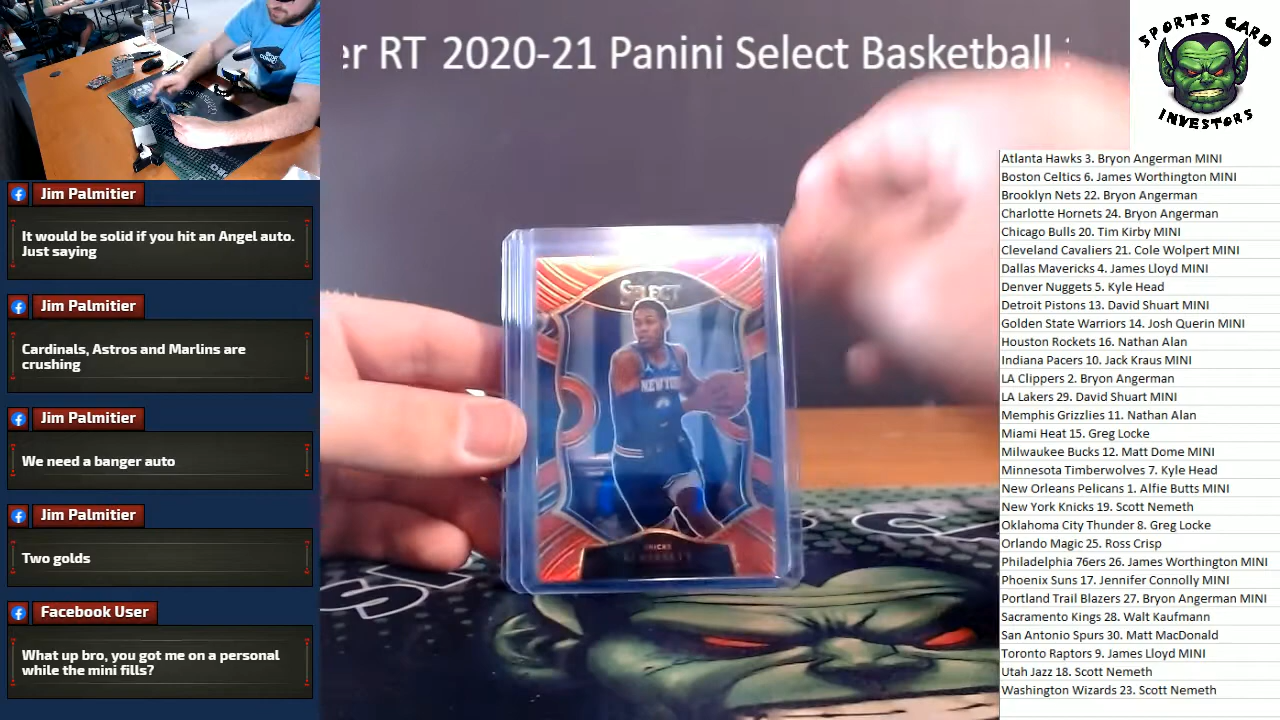 er RT 2020-21 Panini Select Basketball
SPORTS CARD
INVESTORS
Jim Palmitier
It would be solid if you hit an Angel auto.
Just saying
Jim Palmitier
Cardinals, Astros and Marlins are
crushing
Jim Palmitier
We need a banger auto
Jim Palmitier
Two golds
Facebook User
What up bro, you got me on a personal
while the mini fills?
SELECT
NEW YORK
KNICKS
Atlanta Hawks 3. Bryon Angerman MINI
Boston Celtics 6. James Worthington MINI
Brooklyn Nets 22. Bryon Angerman
Charlotte Hornets 24. Bryon Angerman
Chicago Bulls 20. Tim Kirby MINI
Cleveland Cavaliers 21. Cole Wolpert MINI
Dallas Mavericks 4. James Lloyd MINI
Denver Nuggets 5. Kyle Head
Detroit Pistons 13. David Shuart MINI
Golden State Warriors 14. Josh Querin MINI
Houston Rockets 16. Nathan Alan
Indiana Pacers 10. Jack Kraus MINI
LA Clippers 2. Bryon Angerman
LA Lakers 29. David Shuart MINI
Memphis Grizzlies 11. Nathan Alan
Miami Heat 15. Greg Locke
Milwaukee Bucks 12. Matt Dome MINI
Minnesota Timberwolves 7. Kyle Head
New Orleans Pelicans 1. Alfie Butts MINI
New York Knicks 19. Scott Nemeth
Oklahoma City Thunder 8. Greg Locke
Orlando Magic 25. Ross Crisp
Philadelphia 76ers 26. James Worthington MINI
Phoenix Suns 17. Jennifer Connolly MINI
Portland Trail Blazers 27. Bryon Angerman MINI
Sacramento Kings 28. Walt Kaufmann
San Antonio Spurs 30. Matt MacDonald
Toronto Raptors 9. James Lloyd MINI
Utah Jazz 18. Scott Nemeth
Washington Wizards 23. Scott Nemeth